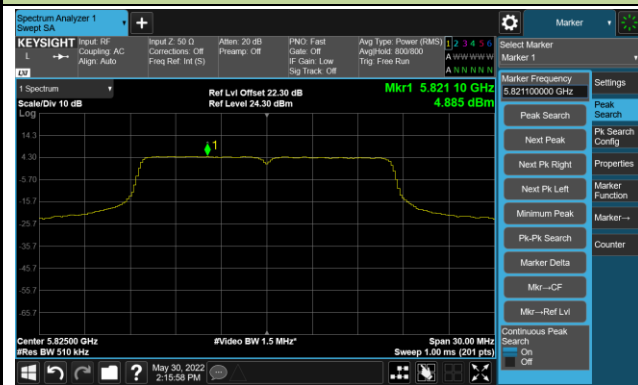 Spectrum Analyzer 1
Swept SA
Marker
KEYSIGHT
Input: RF
Coupling: AC
Align: Auto
Input Z: 50 Ω
Corrections: Off
Freq Ref: Int (S)
Atten: 20 dB
Preamp: Off
PNO: Fast
Gate: Off
IF Gain: Low
Sig Track: Off
Avg Type: Power (RMS)
Avg|Hold: 800/800
Trig: Free Run
1 2 3 4 5 6
A W W W W W
A N N N N N
L
LXI
Select Marker
Marker 1
1 Spectrum
Scale/Div 10 dB
Log
Ref Lvl Offset 22.30 dB
Ref Level 24.30 dBm
Mkr1 5.821 10 GHz
4.885 dBm
1
14.3
4.30
-5.70
-15.7
-25.7
-35.7
-45.7
-55.7
-65.7
Center 5.82500 GHz
#Res BW 510 kHz
#Video BW 1.5 MHz*
Span 30.00 MHz
Sweep 1.00 ms (201 pts)
Marker Frequency
5.821100000 GHz
Peak Search
Next Peak
Next Pk Right
Next Pk Left
Minimum Peak
Pk-Pk Search
Marker Delta
Mkr→CF
Mkr→Ref Lvl
Continuous Peak
Search
On
Off
Settings
Peak
Search
Pk Search
Config
Properties
Marker
Function
Marker→
Counter
May 30, 2022
2:15:58 PM